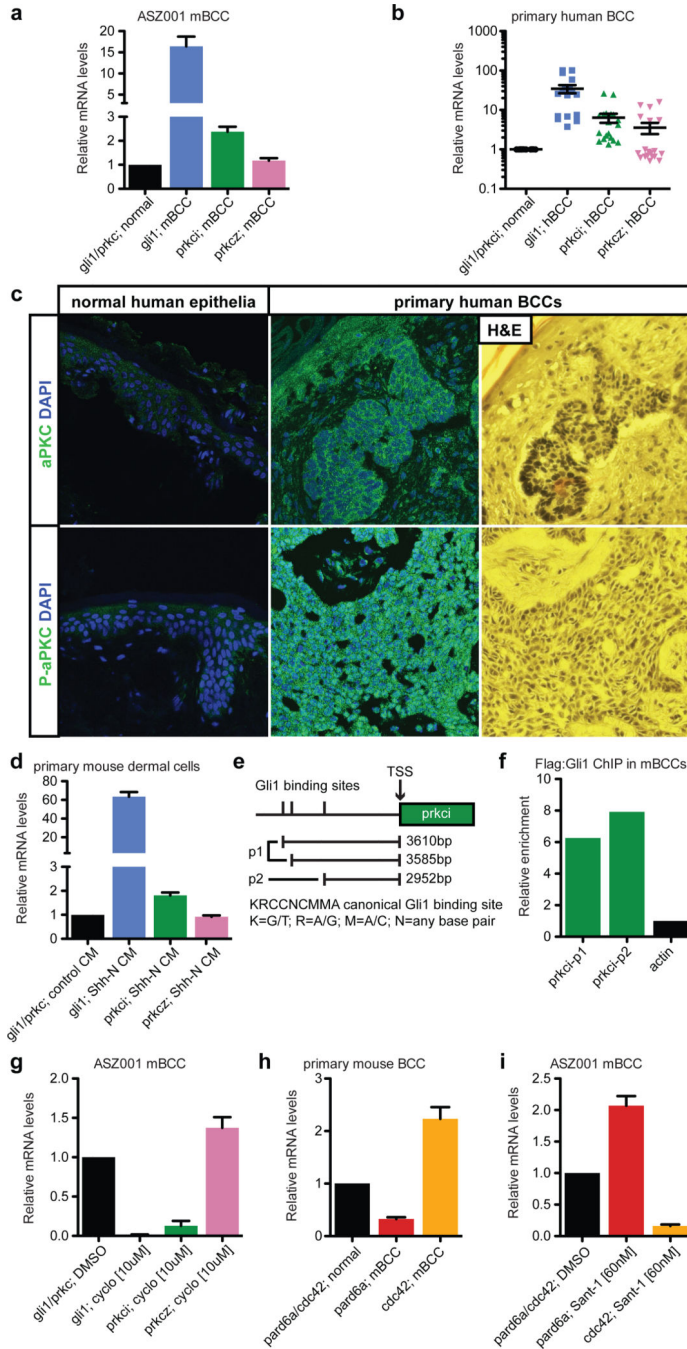 a
ASZ001 mBCC
Relative mRNA levels
20
15
10
5
3
2
1
0
gli1/prkc; normal
gli1; mBCC
prkci; mBCC
prkcz; mBCC
b
primary human BCC
Relative mRNA levels
1000
100
10
1
0.1
gli1/prkci; normal
gli1; hBCC
prkci; hBCC
prkcz; hBCC
c
normal human epithelia
primary human BCCs
H&E
aPKC DAPI
P-aPKC DAPI
d
primary mouse dermal cells
Relative mRNA levels
80
60
40
20
2
1
0
gli1/prkc; control CM
gli1; Shh-N CM
prkci; Shh-N CM
prkcz; Shh-N CM
e
TSS
Gli1 binding sites
prkci
p1
3610bp
3585bp
p2
2952bp
KRCCNCMMA canonical Gli1 binding site
K=G/T; R=A/G; M=A/C; N=any base pair
f
Flag:Gli1 ChIP in mBCCs
Relative enrichment
8
6
4
2
0
prkci-p1
prkci-p2
actin
g
ASZ001 mBCC
Relative mRNA levels
2.0
1.5
1.0
0.5
0.0
gli1/prkc; DMSO
gli1; cyclo [10uM]
prkci; cyclo [10uM]
prkcz; cyclo [10uM]
h
primary mouse BCC
Relative mRNA levels
3
2
1
0
pard6a/cdc42; normal
pard6a; mBCC
cdc42; mBCC
i
ASZ001 mBCC
Relative mRNA levels
2.5
2.0
1.5
1.0
0.5
0.0
pard6a/cdc42; DMSO
pard6a; Sant-1 [60nM]
cdc42; Sant-1 [60nM]